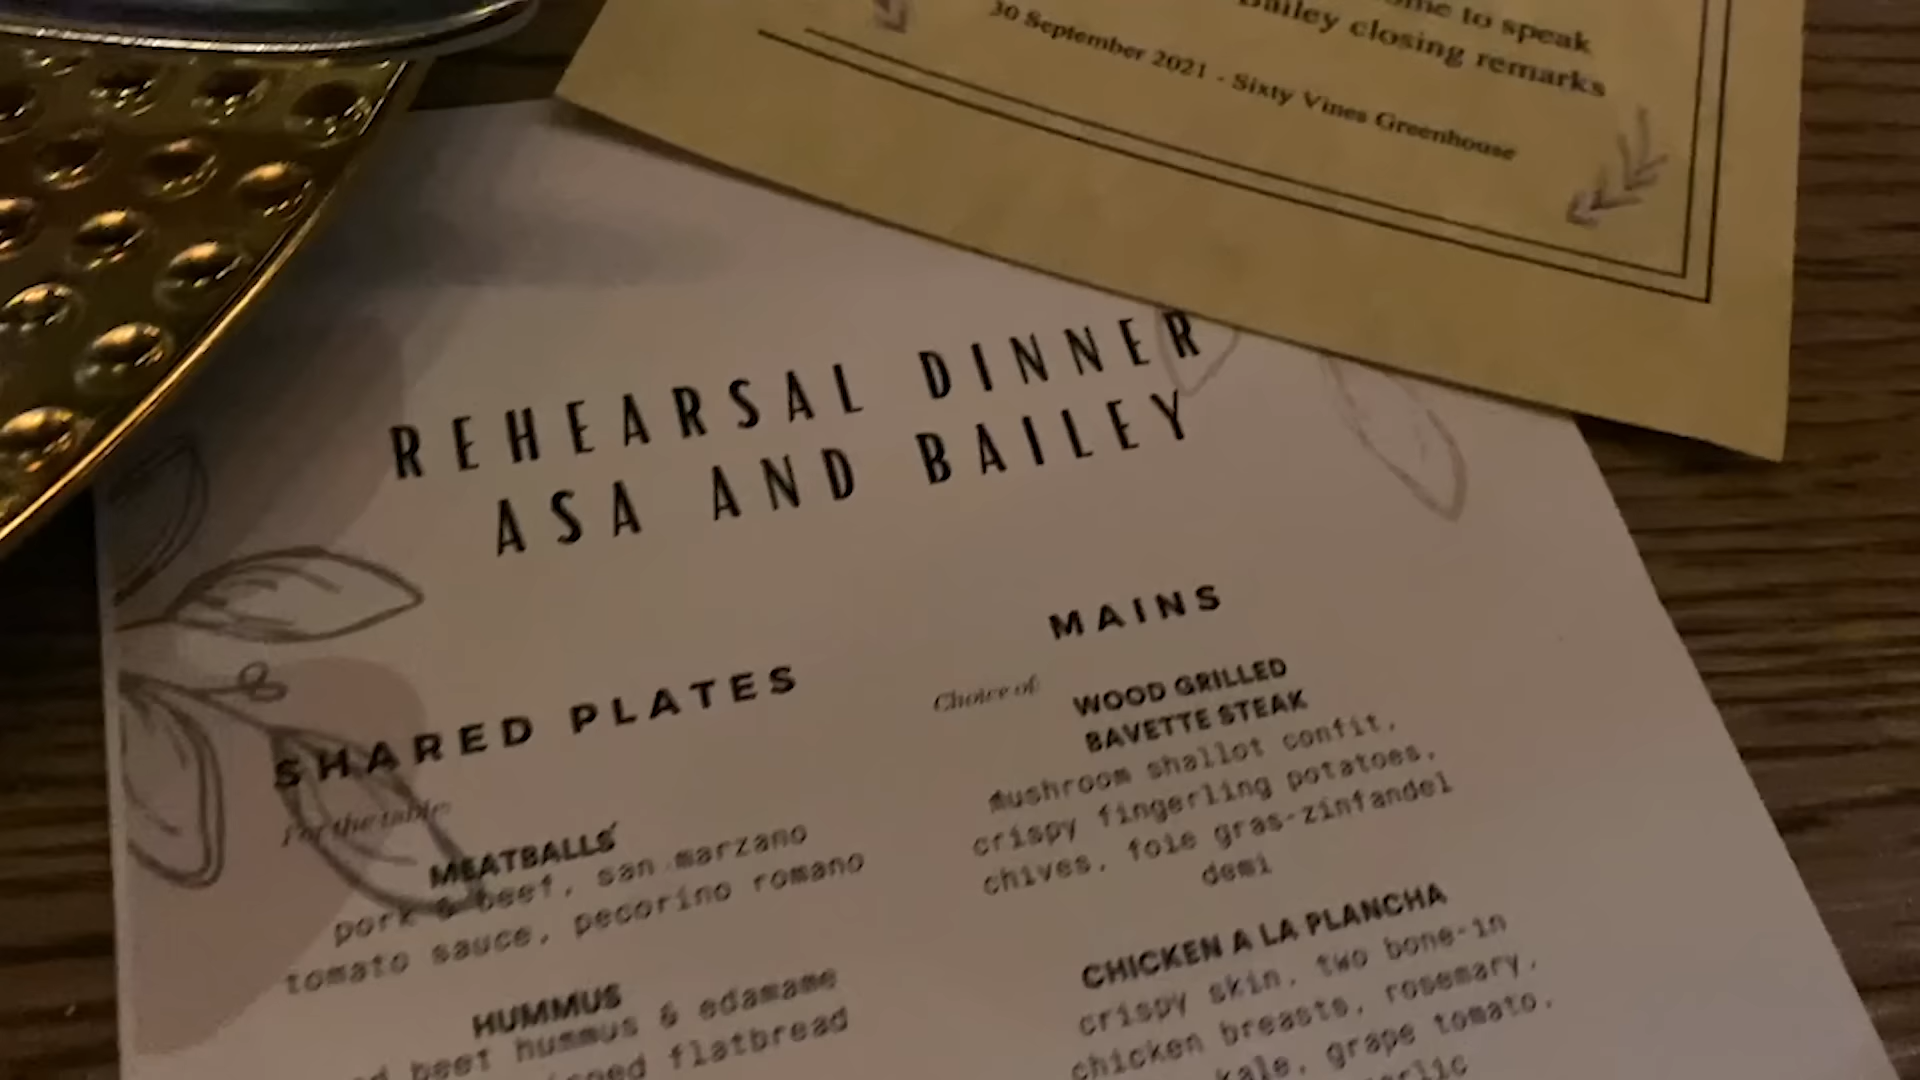 me to speak
Bailey closing remarks
30 September 2021 - Sixty Vines Greenhouse
REHEARSAL DINNER
ASA AND BAILEY
SHARED PLATES
For the table:
MEATBALLS
pork & beef, san marzano
tomato sauce, pecorino romano
HUMMUS
beet hummus & edamame
flatbread
MAINS
Choice of:
WOOD GRILLED
BAVETTE STEAK
mushroom shallot confit,
crispy fingerling potatoes,
chives, foie gras-zinfandel
demi
CHICKEN A LA PLANCHA
crispy skin, two bone-in
chicken breasts, rosemary,
kale, grape tomato,